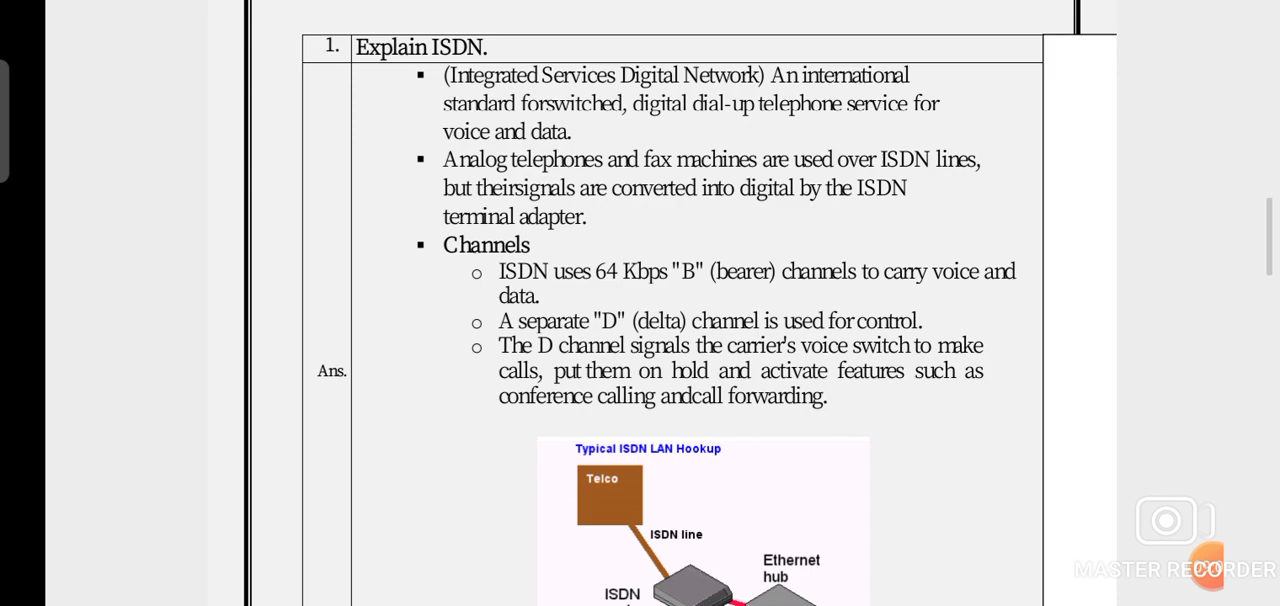 1. Explain ISDN.
▪ (Integrated Services Digital Network) An international
standard forswitched, digital dial-up telephone service for
voice and data.
▪ Analog telephones and fax machines are used over ISDN lines,
but theirsignals are converted into digital by the ISDN
terminal adapter.
▪ Channels
o ISDN uses 64 Kbps "B" (bearer) channels to carry voice and
data.
o A separate "D" (delta) channel is used for control.
o The D channel signals the carrier's voice switch to make
Ans. calls, put them on hold and activate features such as
conference calling andcall forwarding.
Typical ISDN LAN Hookup
Telco
ISDN line
Ethernet
hub
ISDN
MASTER RECORDER